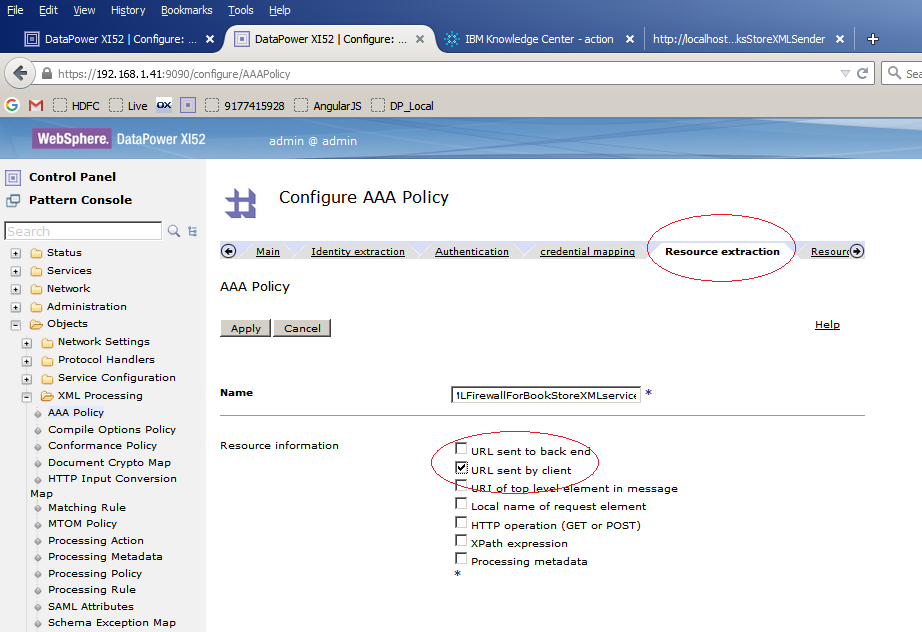 File Edit View History Bookmarks Tools Help
DataPower XI52 | Configure: ... × DataPower XI52 | Configure: ... × IBM Knowledge Center - action × http://localhost...ksStoreXMLSender × +
https://192.168.1.41:9090/configure/AAAPolicy Sea
HDFC Live OX 9177415928 AngularJS DP_Local
WebSphere. DataPower XI52 admin @ admin
Control Panel
Pattern Console
Search
Status
Services
Network
Administration
Objects
Network Settings
Protocol Handlers
Service Configuration
XML Processing
AAA Policy
Compile Options Policy
Conformance Policy
Document Crypto Map
HTTP Input Conversion
Map
Matching Rule
MTOM Policy
Processing Action
Processing Metadata
Processing Policy
Processing Rule
SAML Attributes
Schema Exception Map
Configure AAA Policy
Main Identity extraction Authentication credential mapping Resource extraction Resourc
AAA Policy
Apply Cancel Help
Name MLFirewallForBookStoreXMLservice *
Resource information
URL sent to back end
URL sent by client
URI of top level element in message
Local name of request element
HTTP operation (GET or POST)
XPath expression
Processing metadata
*